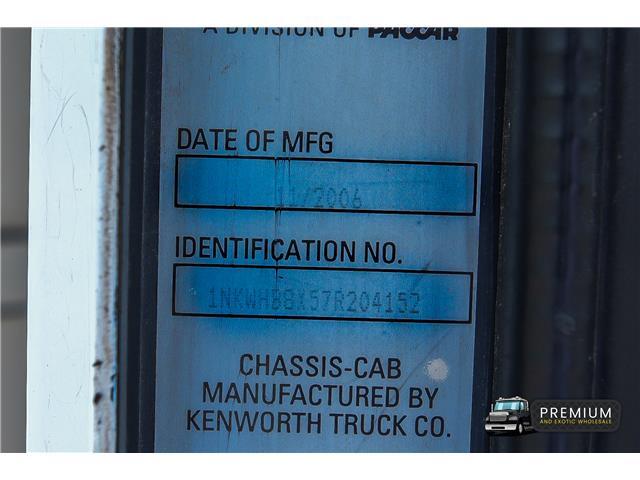 A DIVISION OF PACCAR
DATE OF MFG
11/2006
IDENTIFICATION NO.
1NKWHBBX57R204152
CHASSIS-CAB
MANUFACTURED BY
KENWORTH TRUCK CO.
PREMIUM
AND EXOTIC WHOLESALE